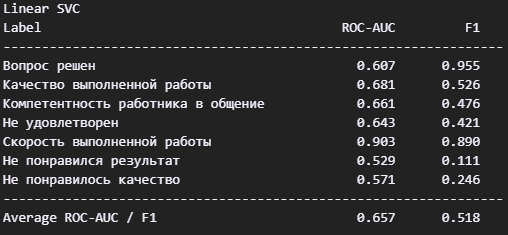 Linear SVC
Label ROC-AUC F1
----------------------------------------------------------------
Вопрос решен 0.607 0.955
Качество выполненной работы 0.681 0.526
Компетентность работника в общение 0.661 0.476
Не удовлетворен 0.643 0.421
Скорость выполненной работы 0.903 0.890
Не понравился результат 0.529 0.111
Не понравилось качество 0.571 0.246
----------------------------------------------------------------
Average ROC-AUC / F1 0.657 0.518